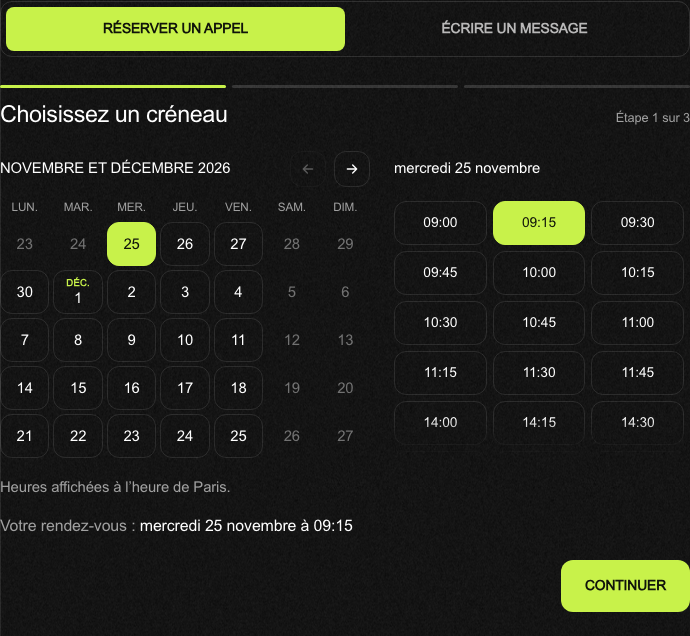 RÉSERVER UN APPEL
ÉCRIRE UN MESSAGE
Choisissez un créneau
Étape 1 sur 3
NOVEMBRE ET DÉCEMBRE 2026
← →
LUN. MAR. MER. JEU. VEN. SAM. DIM.
23 24 25 26 27 28 29
DÉC.
30 1 2 3 4 5 6
7 8 9 10 11 12 13
14 15 16 17 18 19 20
21 22 23 24 25 26 27
mercredi 25 novembre
09:00 09:15 09:30
09:45 10:00 10:15
10:30 10:45 11:00
11:15 11:30 11:45
14:00 14:15 14:30
Heures affichées à l’heure de Paris.
Votre rendez-vous : mercredi 25 novembre à 09:15
CONTINUER